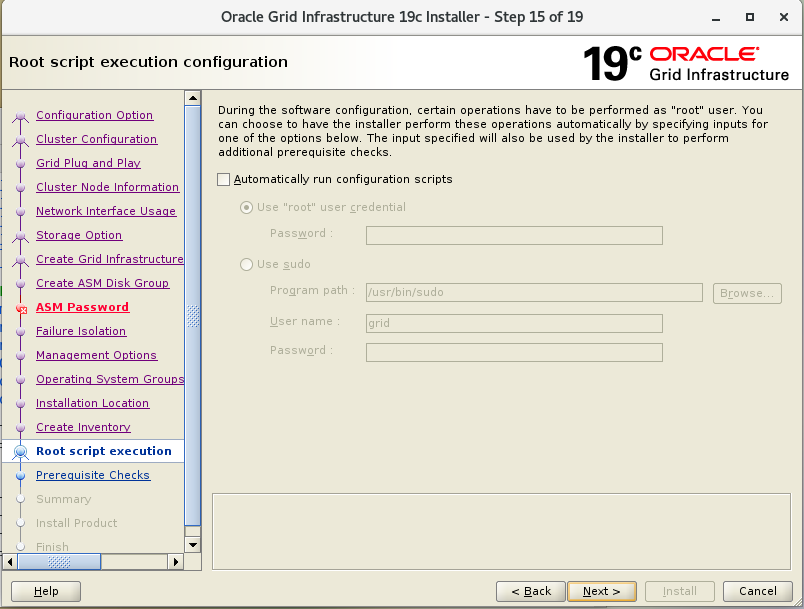 Oracle Grid Infrastructure 19c Installer - Step 15 of 19
Root script execution configuration
19c ORACLE
Grid Infrastructure
Configuration Option
Cluster Configuration
Grid Plug and Play
Cluster Node Information
Network Interface Usage
Storage Option
Create Grid Infrastructure
Create ASM Disk Group
ASM Password
Failure Isolation
Management Options
Operating System Groups
Installation Location
Create Inventory
Root script execution
Prerequisite Checks
Summary
Install Product
Finish
During the software configuration, certain operations have to be performed as "root" user. You
can choose to have the installer perform these operations automatically by specifying inputs for
one of the options below. The input specified will also be used by the installer to perform
additional prerequisite checks.
Automatically run configuration scripts
Use "root" user credential
Password :
Use sudo
Program path : /usr/bin/sudo Browse...
User name : grid
Password :
Help < Back Next > Install Cancel